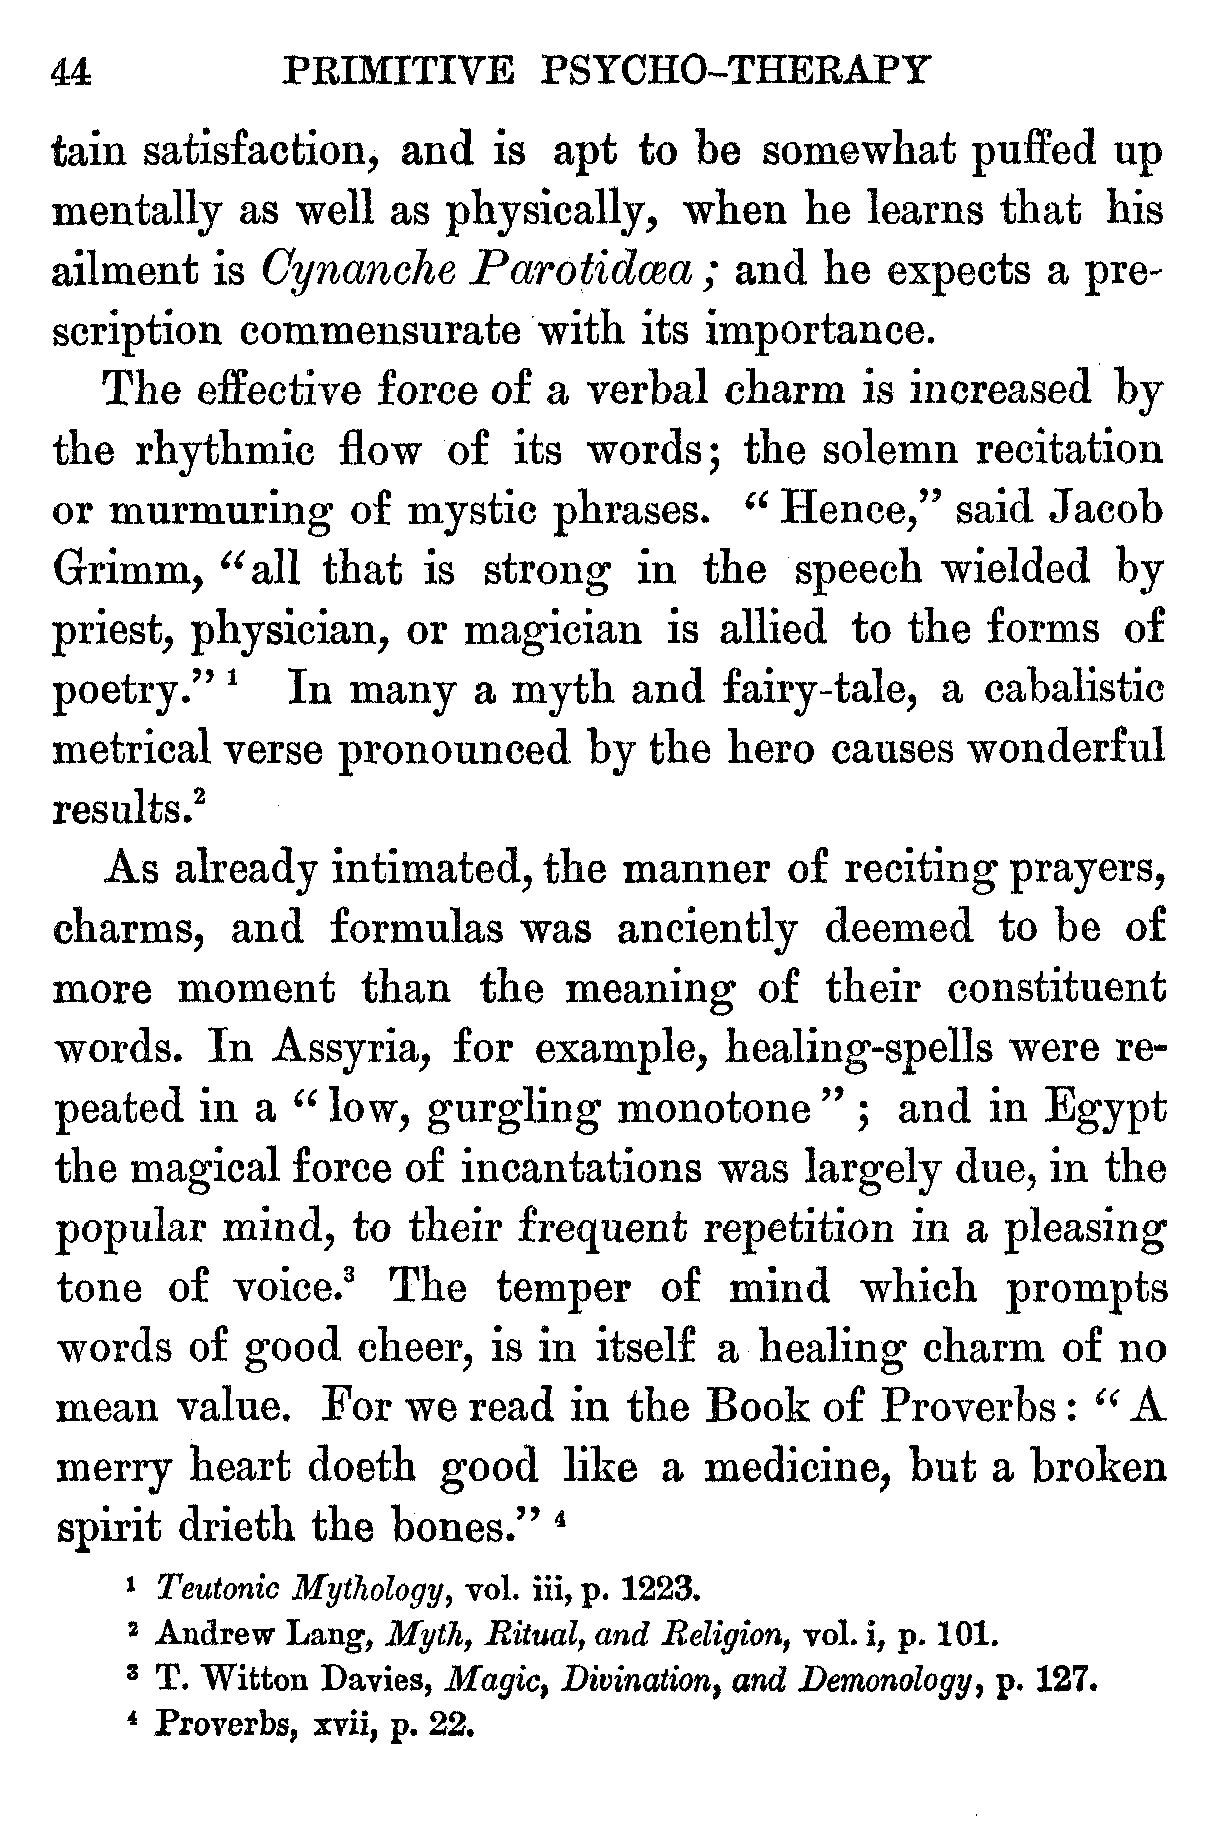 44 PRIMITIVE PSYCHO-THERAPY
tain satisfaction, and is apt to be somewhat puffed up
mentally as well as physically, when he learns that his
ailment is Cynanche Parotidœa ; and he expects a pre-
scription commensurate with its importance.
The effective force of a verbal charm is increased by
the rhythmic flow of its words; the solemn recitation
or murmuring of mystic phrases. “ Hence,” said Jacob
Grimm, “all that is strong in the speech wielded by
priest, physician, or magician is allied to the forms of
poetry.” ¹ In many a myth and fairy-tale, a cabalistic
metrical verse pronounced by the hero causes wonderful
results.²
As already intimated, the manner of reciting prayers,
charms, and formulas was anciently deemed to be of
more moment than the meaning of their constituent
words. In Assyria, for example, healing-spells were re-
peated in a “ low, gurgling monotone ” ; and in Egypt
the magical force of incantations was largely due, in the
popular mind, to their frequent repetition in a pleasing
tone of voice.³ The temper of mind which prompts
words of good cheer, is in itself a healing charm of no
mean value. For we read in the Book of Proverbs : “ A
merry heart doeth good like a medicine, but a broken
spirit drieth the bones.” ⁴
¹ Teutonic Mythology, vol. iii, p. 1223.
² Andrew Lang, Myth, Ritual, and Religion, vol. i, p. 101.
³ T. Witton Davies, Magic, Divination, and Demonology, p. 127.
⁴ Proverbs, xvii, p. 22.